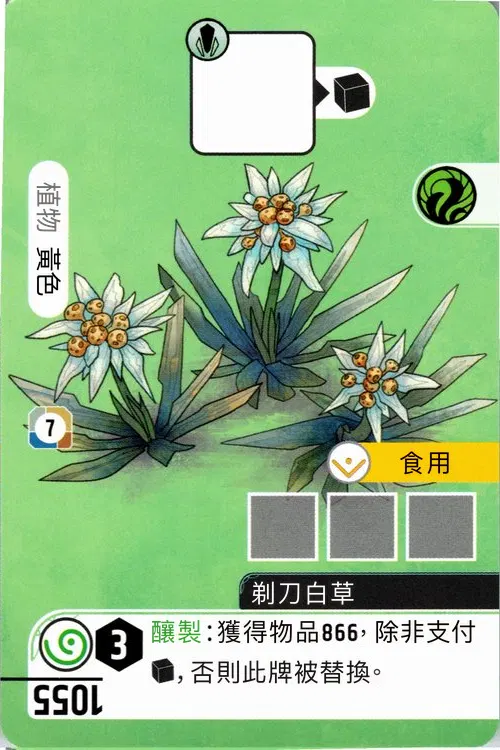 植物 黃色
7
食用
剃刀白草
3
釀製:獲得物品866,除非支付
,否則此牌被替換。
1055